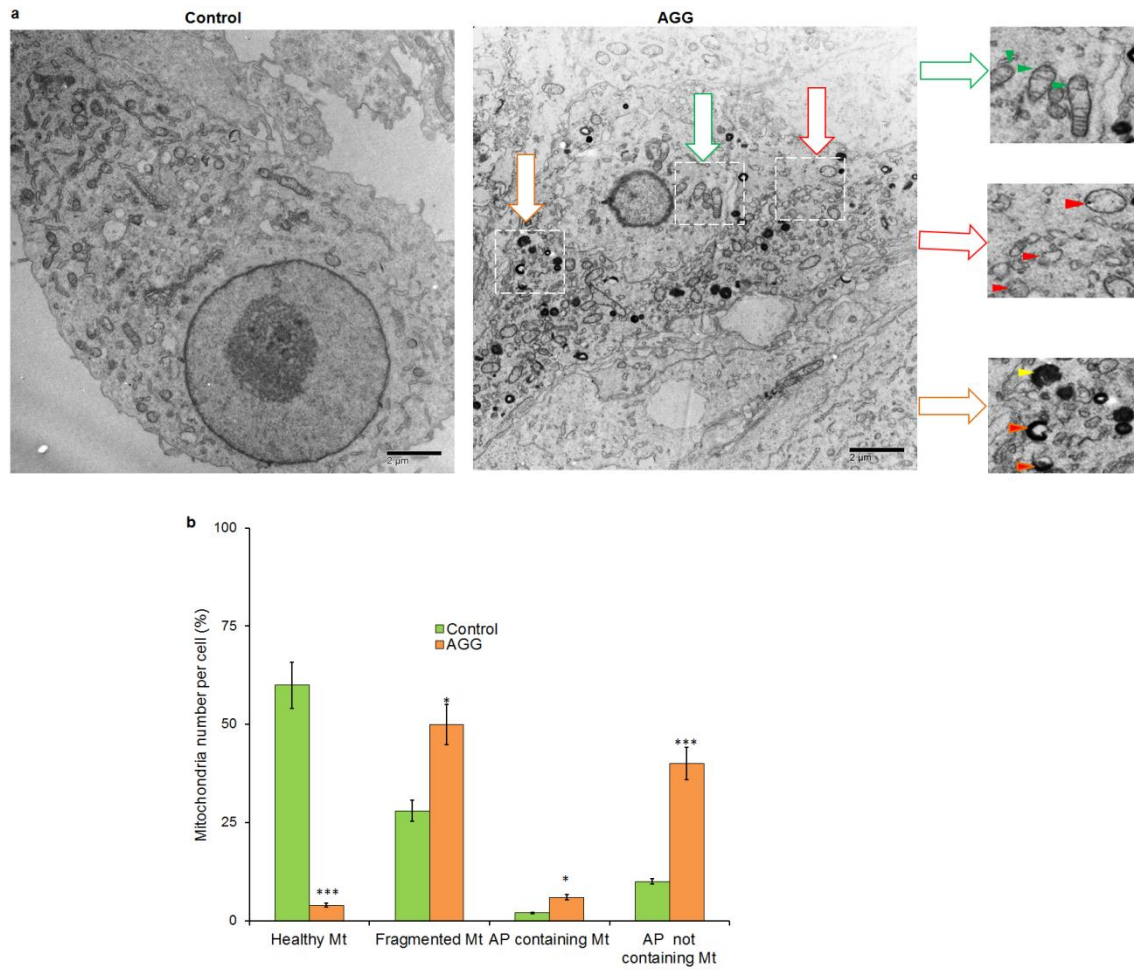 a
Control
AGG
2 µm
2 µm
b
100
75
50
25
0
Mitochondria number per cell (%)
Control
AGG
***
*
*
***
Healthy Mt
Fragmented Mt
AP containing Mt
AP not
containing Mt